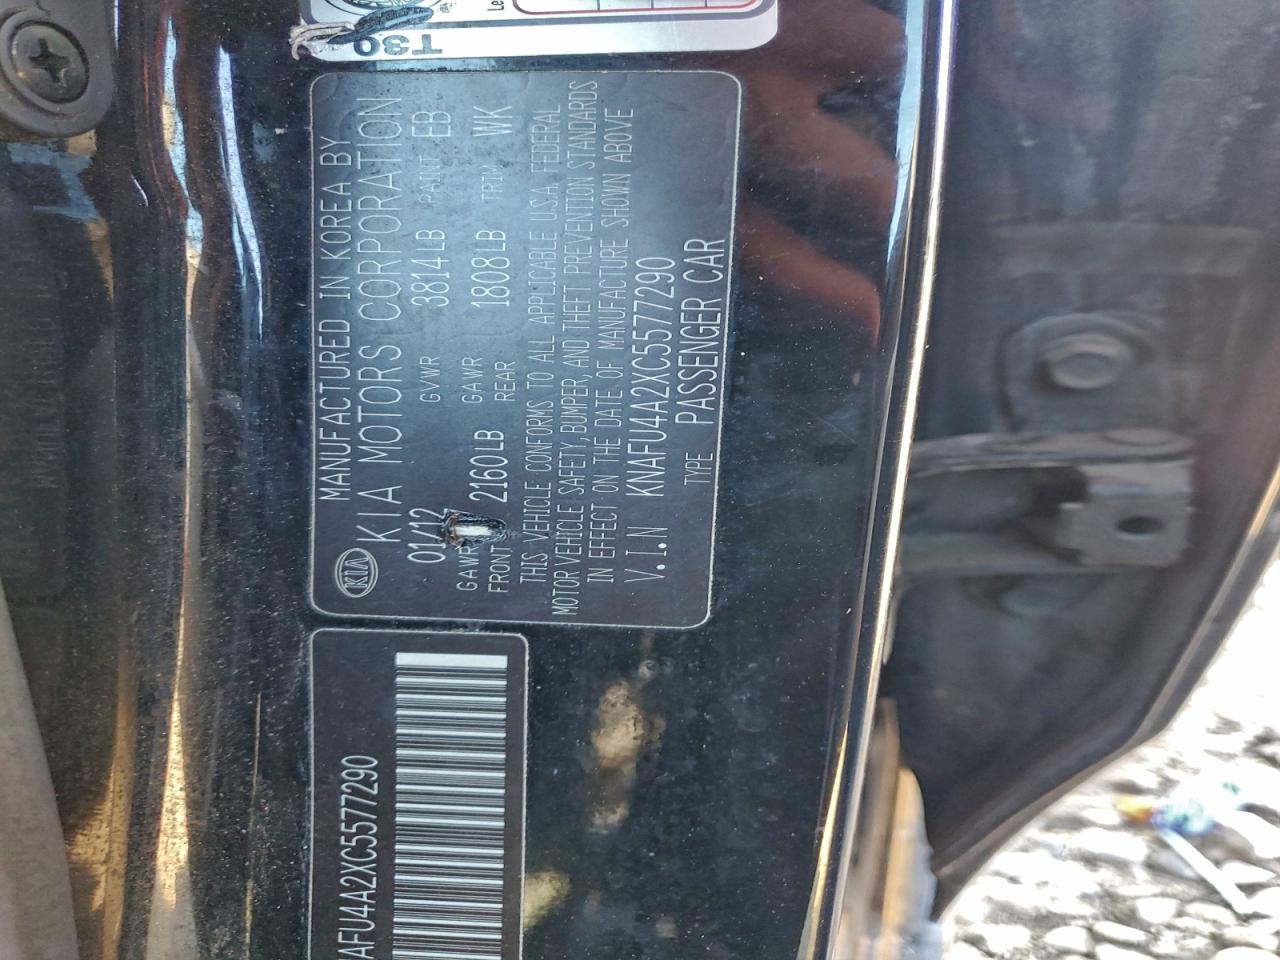 T30
Le
MANUFACTURED IN KOREA BY
KIA KIA MOTORS CORPORATION
01/12 GVWR 3814LB PAINT EB
GAWR FRONT 2160LB GAWR REAR 1808LB TRIM WK
THIS VEHICLE CONFORMS TO ALL APPLICABLE U.S.A. FEDERAL
MOTOR VEHICLE SAFETY, BUMPER, AND THEFT PREVENTION STANDARDS
IN EFFECT ON THE DATE OF MANUFACTURE SHOWN ABOVE
V.I.N KNAFU4A2XC5577290
TYPE PASSENGER CAR
AFU4A2XC5577290